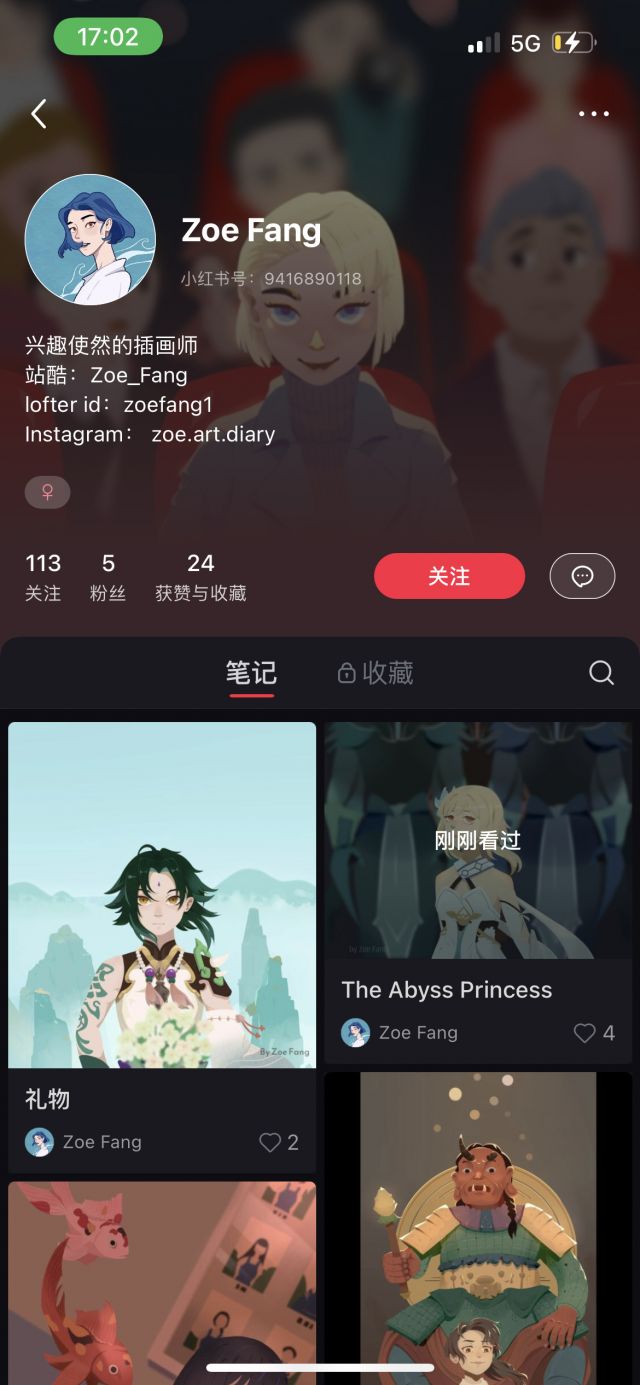 17:02
5G
Zoe Fang
小红书号：9416890118
兴趣使然的插画师
站酷：Zoe_Fang
lofter id：zoefang1
Instagram： zoe.art.diary
♀
113 5 24
关注 粉丝 获赞与收藏
关注
笔记 收藏
刚刚看过
by Zoe Fang
The Abyss Princess
Zoe Fang 4
By Zoe Fang
礼物
Zoe Fang 2